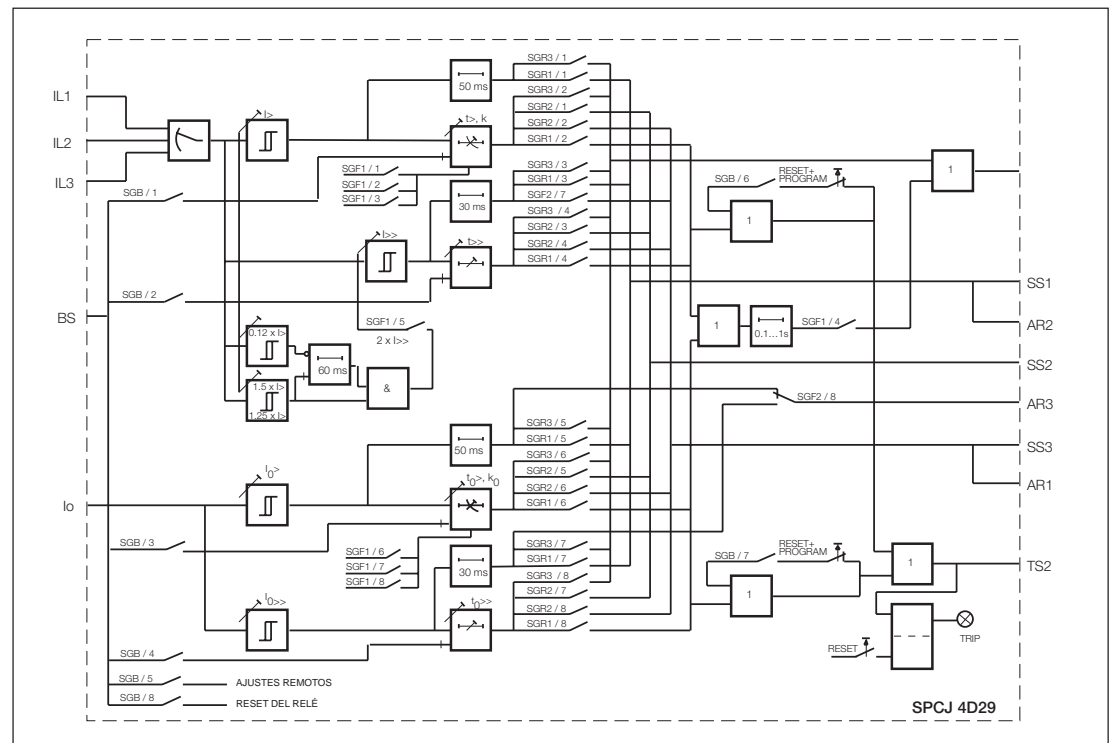 SGR3 / 1
50 ms
SGR1 / 1
IL1
SGR3 / 2
I>
t>, k
SGR2 / 1
SGR2 / 2
IL2
SGR1 / 2
SGF1 / 1
SGR3 / 3
IL3
SGF1 / 2
SGR1 / 3
SGB / 6
RESET+
PROGRAM
1
SGB / 1
SGF1 / 3
30 ms
SGF2 / 7
SGR3 / 4
1
SGR2 / 3
I>>
t>>
SGR2 / 4
SGR1 / 4
SS1
SGB / 2
BS
SGF1 / 5
2 x I>>
1
0.1...1s
SGF1 / 4
AR2
0.12 x I>
60 ms
SS2
1.5 x I>
&
1.25 x I>
SGF2 / 8
AR3
SGR3 / 5
50 ms
SGR1 / 5
SS3
SGR3 / 6
I0>
t0>, k0
SGR2 / 5
SGR2 / 6
AR1
Io
SGR1 / 6
SGB / 3
SGF1 / 6
SGR3 / 7
SGB / 7
RESET+
PROGRAM
SGF1 / 7
SGR1 / 7
SGF1 / 8
30 ms
SGR3 / 8
1
TS2
I0>>
t0>>
SGR2 / 7
1
SGR2 / 8
SGR1 / 8
TRIP
SGB / 4
RESET
SGB / 5
AJUSTES REMOTOS
SGB / 8
RESET DEL RELÊ
SPCJ 4D29